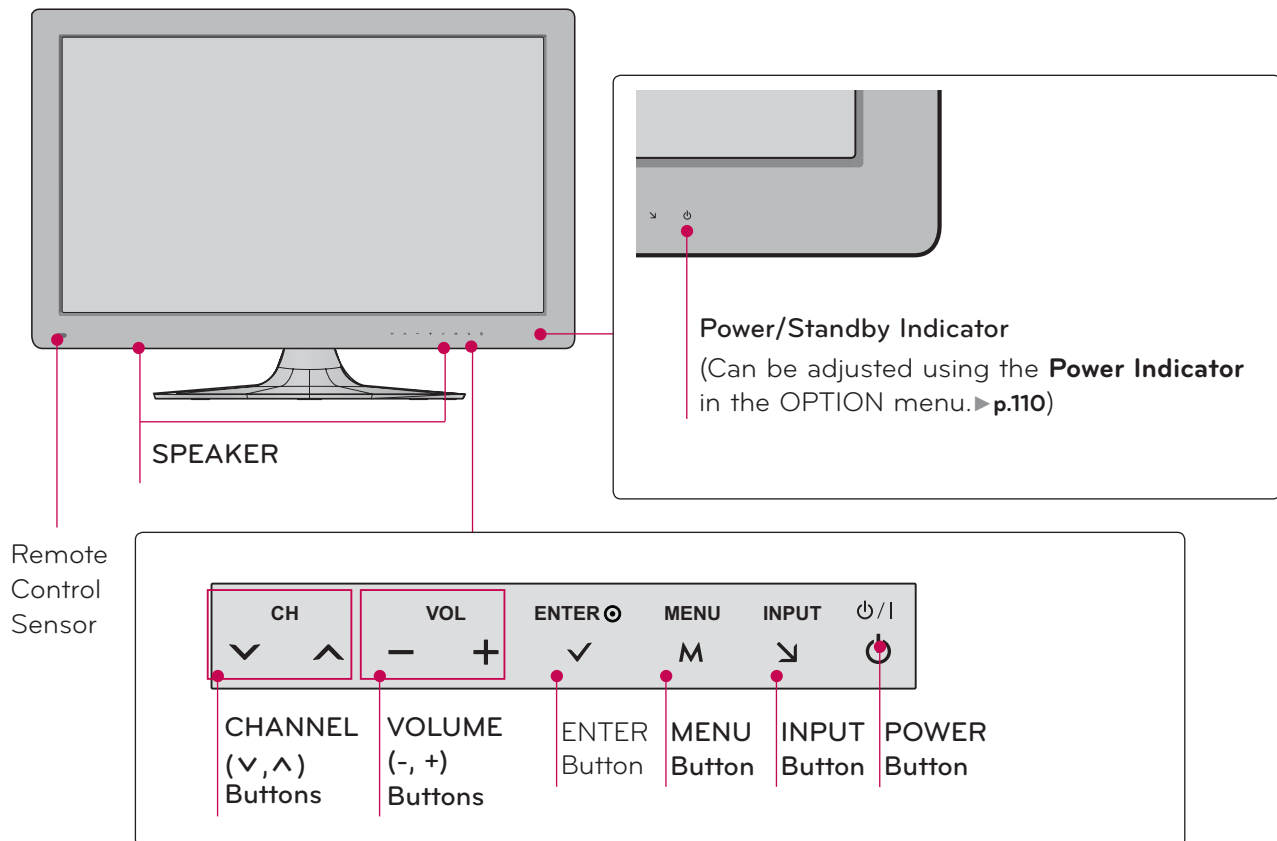 Power/Standby Indicator
(Can be adjusted using the Power Indicator
in the OPTION menu.►p.110)
SPEAKER
Remote
Control
Sensor
CH VOL ENTER MENU INPUT ⏻/I
∨ ∧ − + ✓ M ⏻
CHANNEL
(∨,∧)
Buttons
VOLUME
(-, +)
Buttons
ENTER
Button
MENU
Button
INPUT
Button
POWER
Button